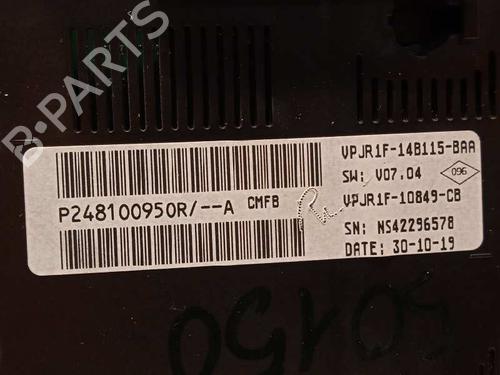 B-PARTS
VPJR1F-14B115-BAA
SW: V07.04
096
P248100950R/--A CMFB
VPJR1F-10849-CB
SN: NS42296578
DATE: 30-10-19